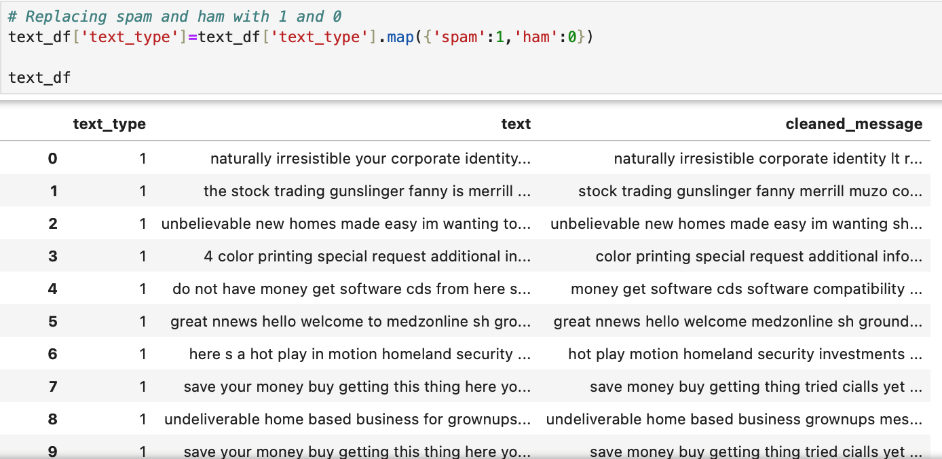 # Replacing spam and ham with 1 and 0
text_df['text_type']=text_df['text_type'].map({'spam':1,'ham':0})
text_df
text_type text cleaned_message
0 1 naturally irresistible your corporate identity... naturally irresistible corporate identity lt r...
1 1 the stock trading gunslinger fanny is merrill ... stock trading gunslinger fanny merrill muzo co...
2 1 unbelievable new homes made easy im wanting to... unbelievable new homes made easy im wanting sh...
3 1 4 color printing special request additional in... color printing special request additional info...
4 1 do not have money get software cds from here s... money get software cds software compatibility ...
5 1 great nnews hello welcome to medzonline sh gro... great nnews hello welcome medzonline sh ground...
6 1 here s a hot play in motion homeland security ... hot play motion homeland security investments ...
7 1 save your money buy getting this thing here yo... save money buy getting thing tried cialls yet ...
8 1 undeliverable home based business for grownups... undeliverable home based business grownups mes...
9 1 save your money buy getting this thing here yo... save money buy getting thing tried cialls yet ...